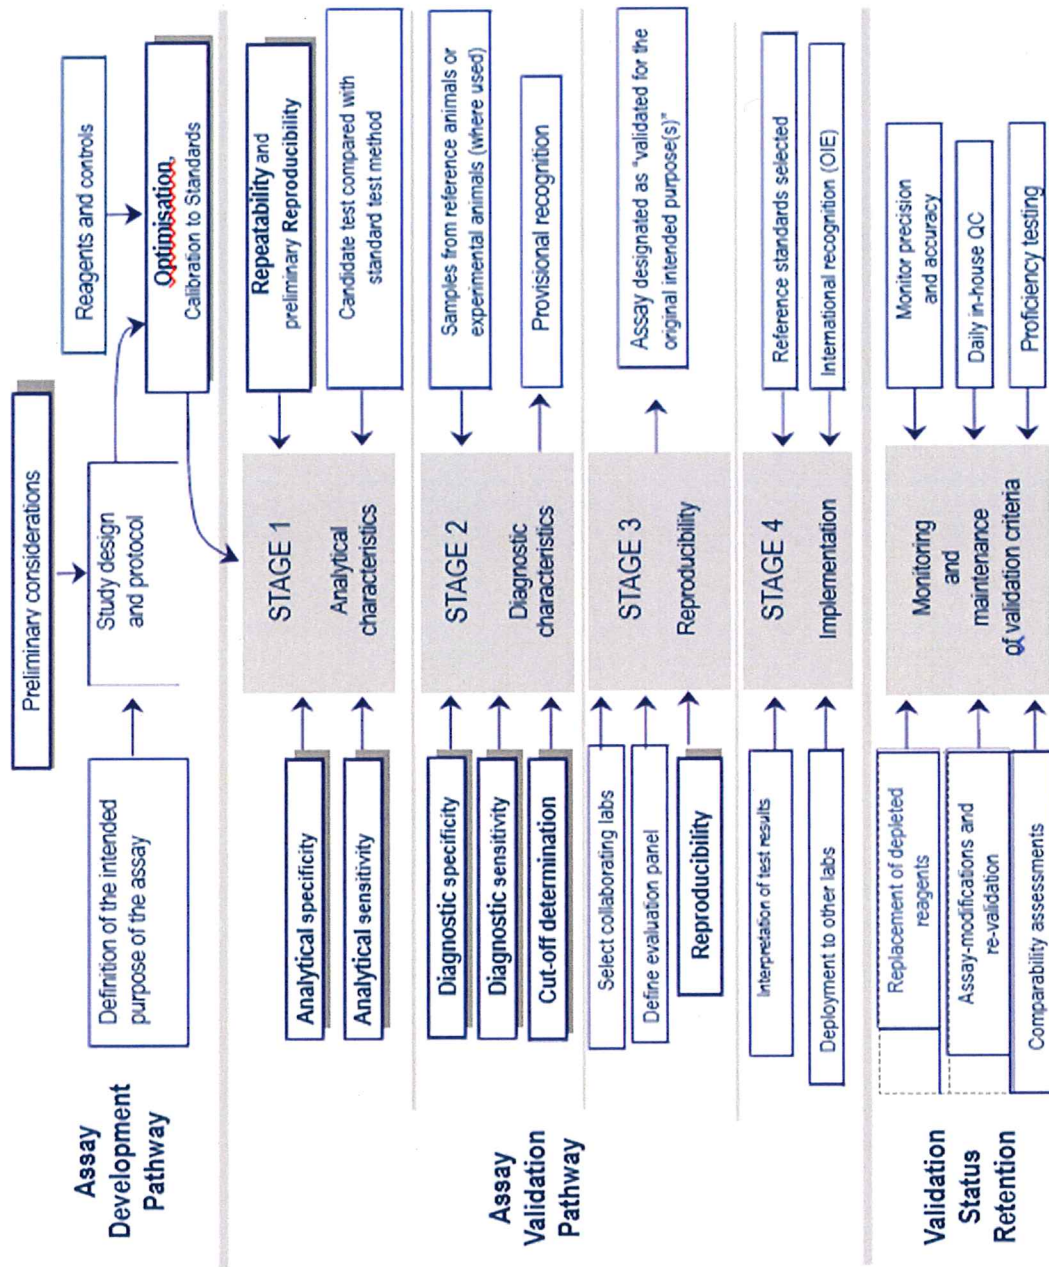 Assay
Development
Pathway
Definition of the intended
purpose of the assay
Preliminary considerations
Study design
and protocol
Reagents and controls
Optimisation,
Calibration to Standards
Assay
Validation
Pathway
Analytical specificity
Analytical sensitivity
STAGE 1
Analytical
characteristics
Repeatability and
preliminary Reproducibility
Candidate test compared with
standard test method
Diagnostic specificity
Diagnostic sensitivity
Cut-off determination
STAGE 2
Diagnostic
characteristics
Samples from reference animals or
experimental animals (where used)
Provisional recognition
Select collaborating labs
Define evaluation panel
Reproducibility
STAGE 3
Reproducibility
Assay designated as "validated for the
original intended purpose(s)"
Interpretation of test results
Deployment to other labs
STAGE 4
Implementation
Reference standards selected
International recognition (OIE)
Validation
Status
Retention
Replacement of depleted
reagents
Assay-modifications and
re-validation
Comparability assessments
Monitoring
and
maintenance
of validation criteria
Monitor precision
and accuracy
Daily in-house QC
Proficiency testing